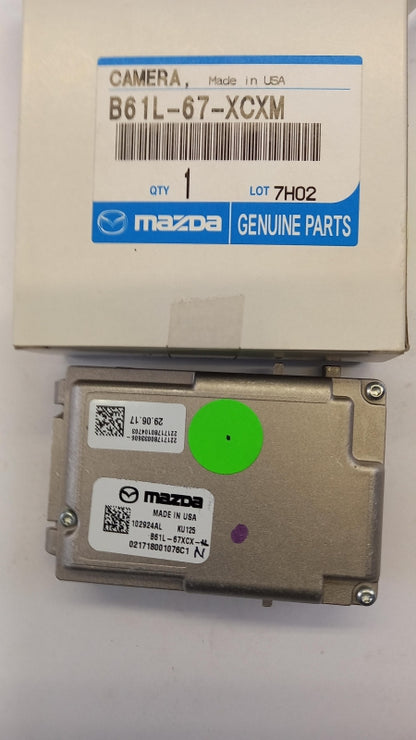 CAMERA, Made in USA
B61L-67-XCXM
QTY 1 LOT 7H02
mazda GENUINE PARTS
29.06.17
mazda
MADE IN USA
102924AL KU125
B61L-67XCX-
021718001076C1 N